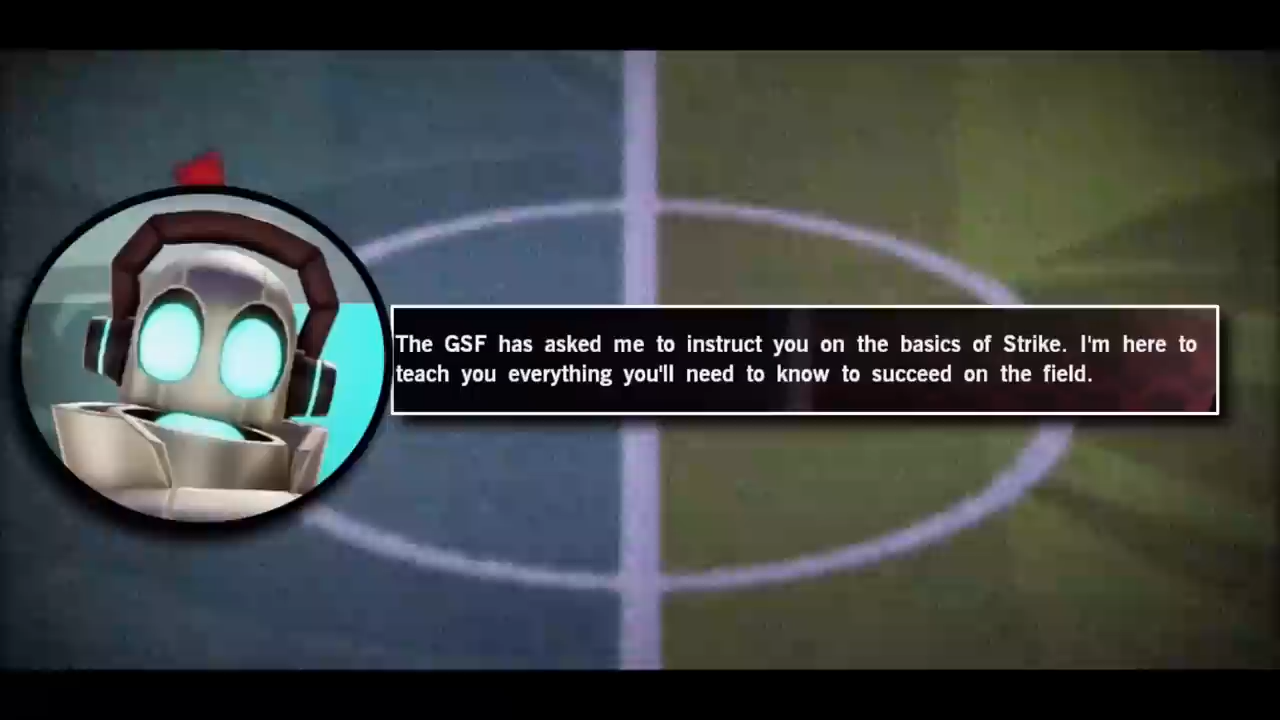 The GSF has asked me to instruct you on the basics of Strike. I'm here to
teach you everything you'll need to know to succeed on the field.